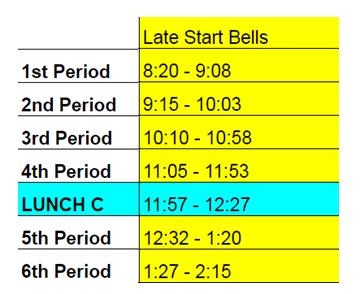 Late Start Bells
1st Period 8:20 - 9:08
2nd Period 9:15 - 10:03
3rd Period 10:10 - 10:58
4th Period 11:05 - 11:53
LUNCH C 11:57 - 12:27
5th Period 12:32 - 1:20
6th Period 1:27 - 2:15